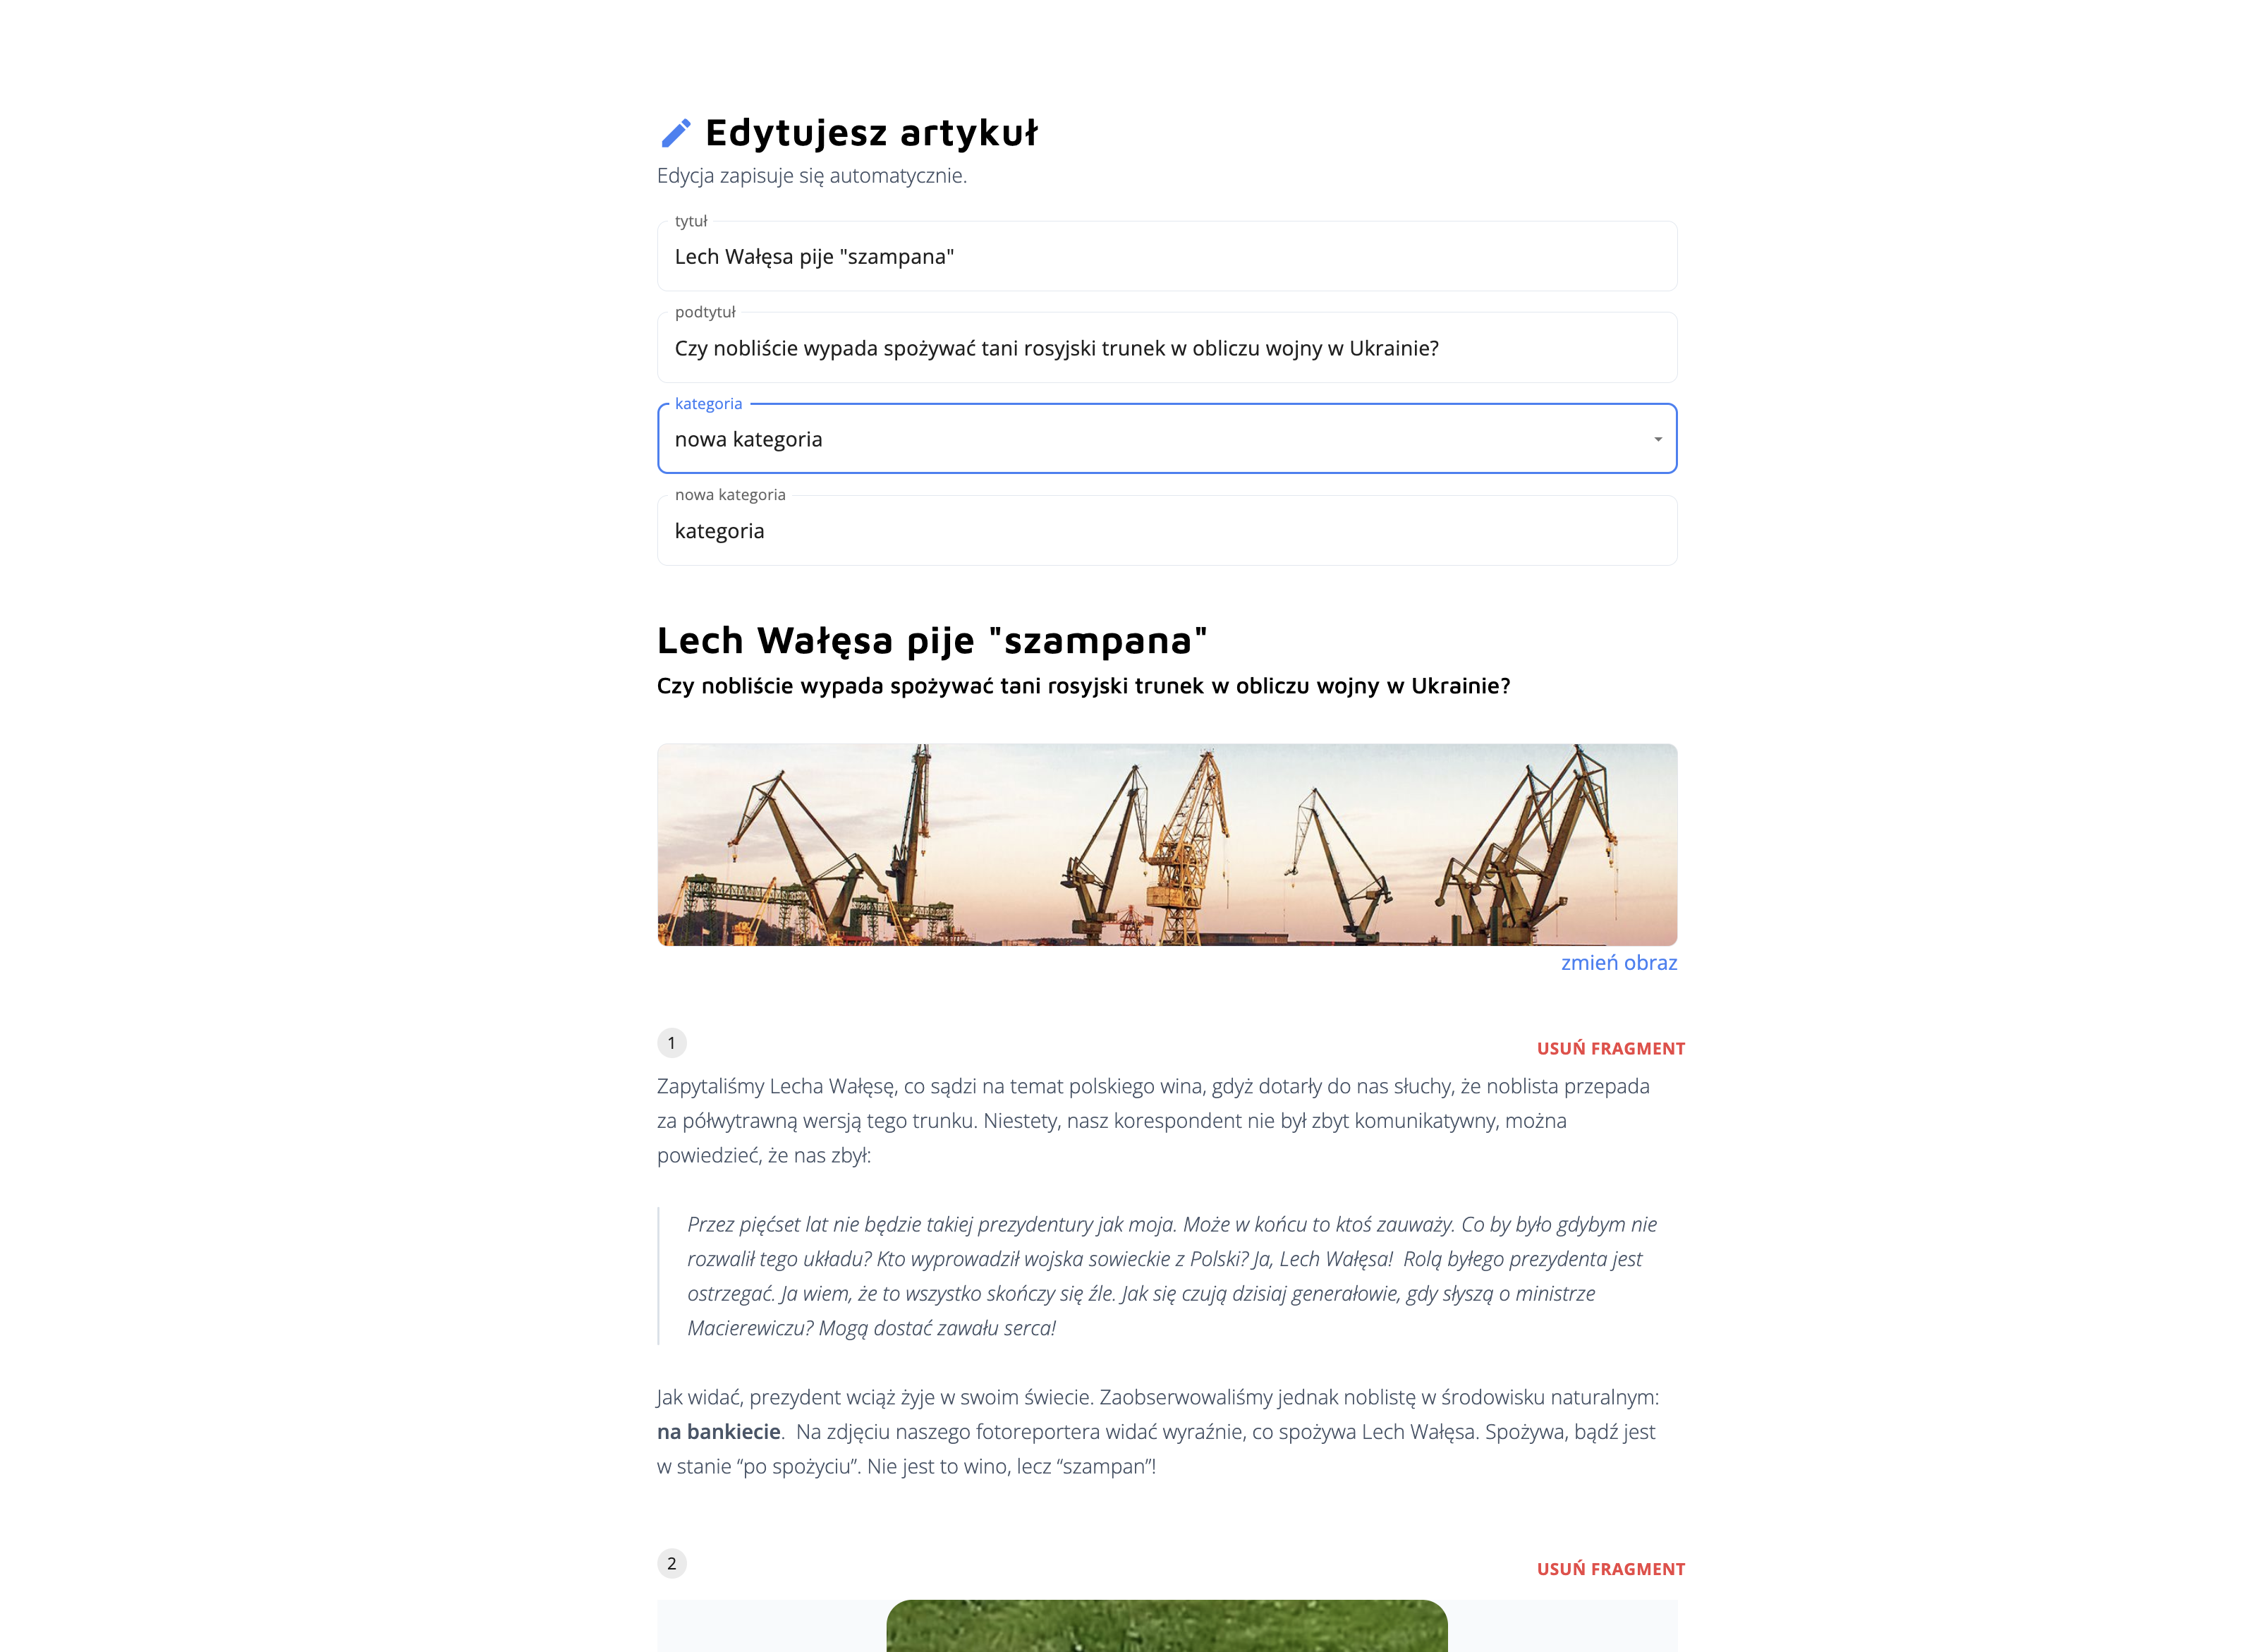 Edytujesz artykuł
Edycja zapisuje się automatycznie.
tytuł
Lech Wałęsa pije "szampana"
podtytuł
Czy nobliście wypada spożywać tani rosyjski trunek w obliczu wojny w Ukrainie?
kategoria
nowa kategoria
nowa kategoria
kategoria
Lech Wałęsa pije "szampana"
Czy nobliście wypada spożywać tani rosyjski trunek w obliczu wojny w Ukrainie?
zmień obraz
1
USUŃ FRAGMENT
Zapytaliśmy Lecha Wałęsę, co sądzi na temat polskiego wina, gdyż dotarły do nas słuchy, że noblista przepada
za półwytrawną wersją tego trunku. Niestety, nasz korespondent nie był zbyt komunikatywny, można
powiedzieć, że nas zbył:
Przez pięćset lat nie będzie takiej prezydentury jak moja. Może w końcu to ktoś zauważy. Co by było gdybym nie
rozwalił tego układu? Kto wyprowadził wojska sowieckie z Polski? Ja, Lech Wałęsa!  Rolą byłego prezydenta jest
ostrzegać. Ja wiem, że to wszystko skończy się źle. Jak się czują dzisiaj generałowie, gdy słyszą o ministrze
Macierewiczu? Mogą dostać zawału serca!
Jak widać, prezydent wciąż żyje w swoim świecie. Zaobserwowaliśmy jednak noblistę w środowisku naturalnym:
na bankiecie.  Na zdjęciu naszego fotoreportera widać wyraźnie, co spożywa Lech Wałęsa. Spożywa, bądź jest
w stanie “po spożyciu”. Nie jest to wino, lecz “szampan”!
2
USUŃ FRAGMENT